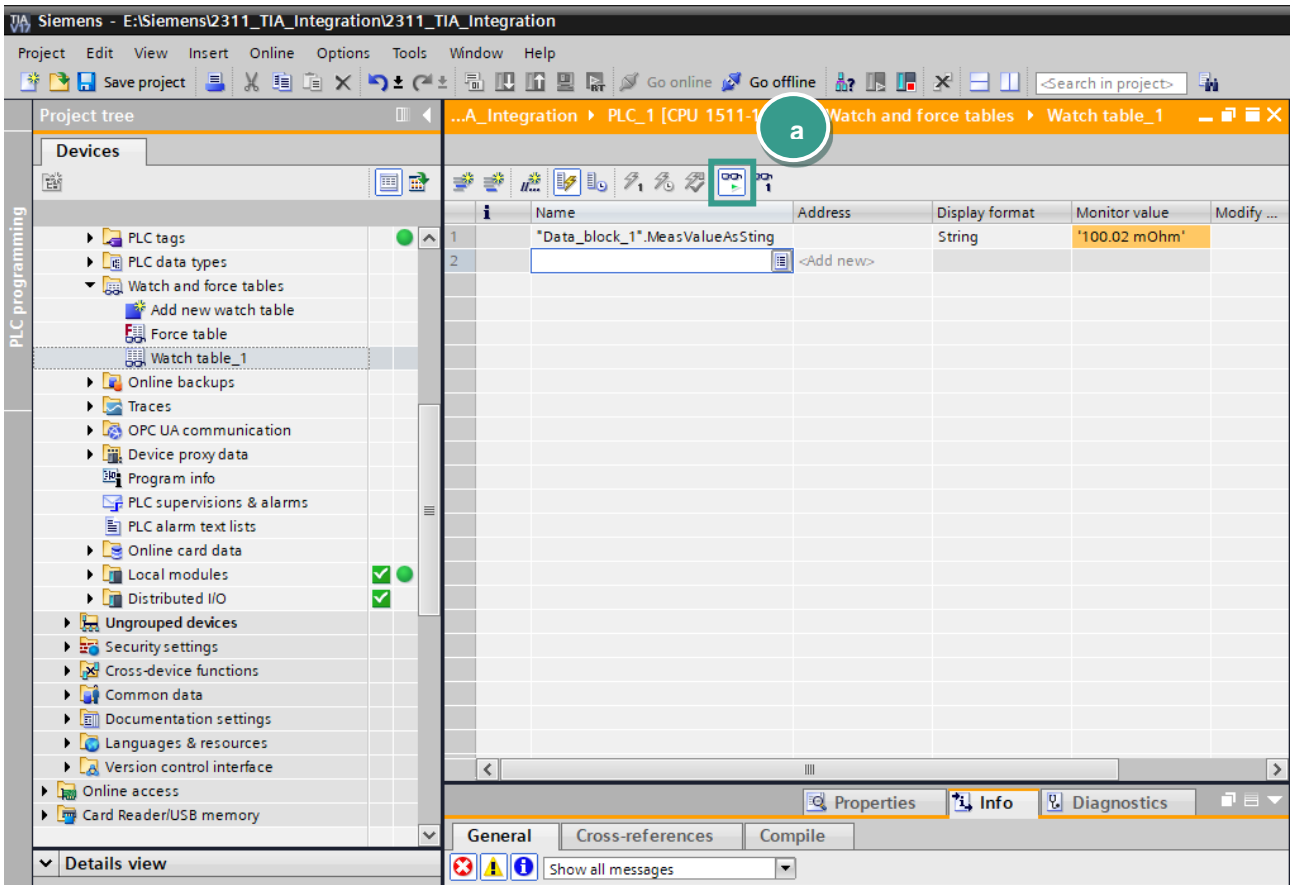 Siemens - E:\Siemens\2311_TIA_Integration\2311_TIA_Integration
Project Edit View Insert Online Options Tools Window Help
Save project Go online Go offline <Search in project>
Project tree
...A_Integration PLC_1 [CPU 1511-1 Watch and force tables Watch_table_1
a
Devices
PLC programming
i Name Address Display format Monitor value Modify ...
1 "Data_block_1".MeasValueAsSting String '100.02 mOhm'
2 <Add new>
PLC tags
PLC data types
Watch and force tables
Add new watch table
Force table
Watch table_1
Online backups
Traces
OPC UA communication
Device proxy data
Program info
PLC supervisions & alarms
PLC alarm text lists
Online card data
Local modules
Distributed I/O
Ungrouped devices
Security settings
Cross-device functions
Common data
Documentation settings
Languages & resources
Version control interface
Online access
Card Reader/USB memory
Details view
Properties Info Diagnostics
General Cross-references Compile
Show all messages